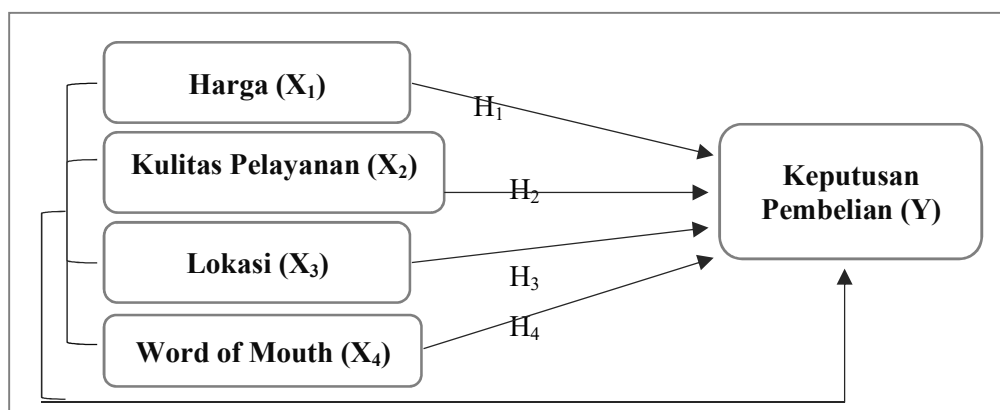 Harga (X₁)
H₁
Kulitas Pelayanan (X₂)
H₂
Keputusan
Pembelian (Y)
Lokasi (X₃)
H₃
H₄
Word of Mouth (X₄)